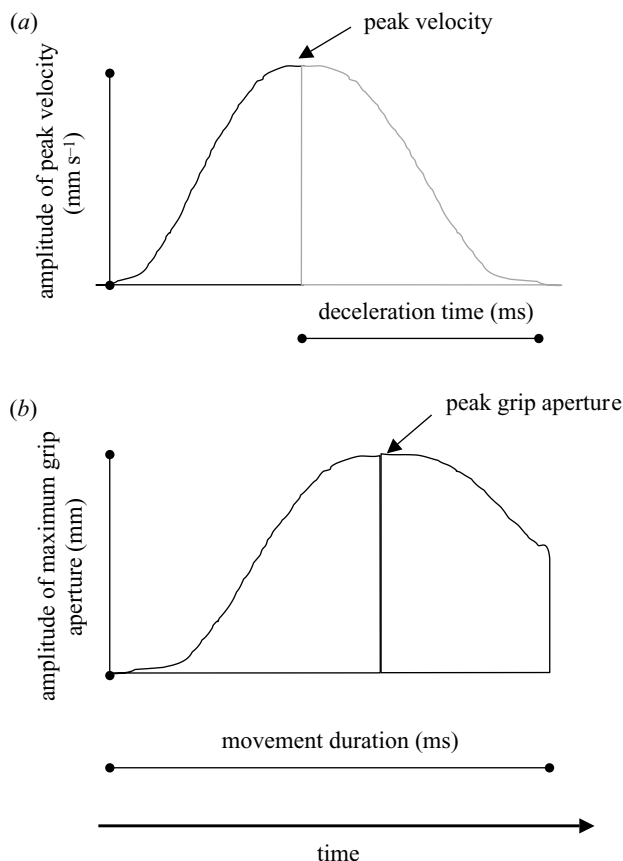 (a)
peak velocity
amplitude of peak velocity
(mm s–1)
deceleration time (ms)
(b)
peak grip aperture
amplitude of maximum grip
aperture (mm)
movement duration (ms)
time